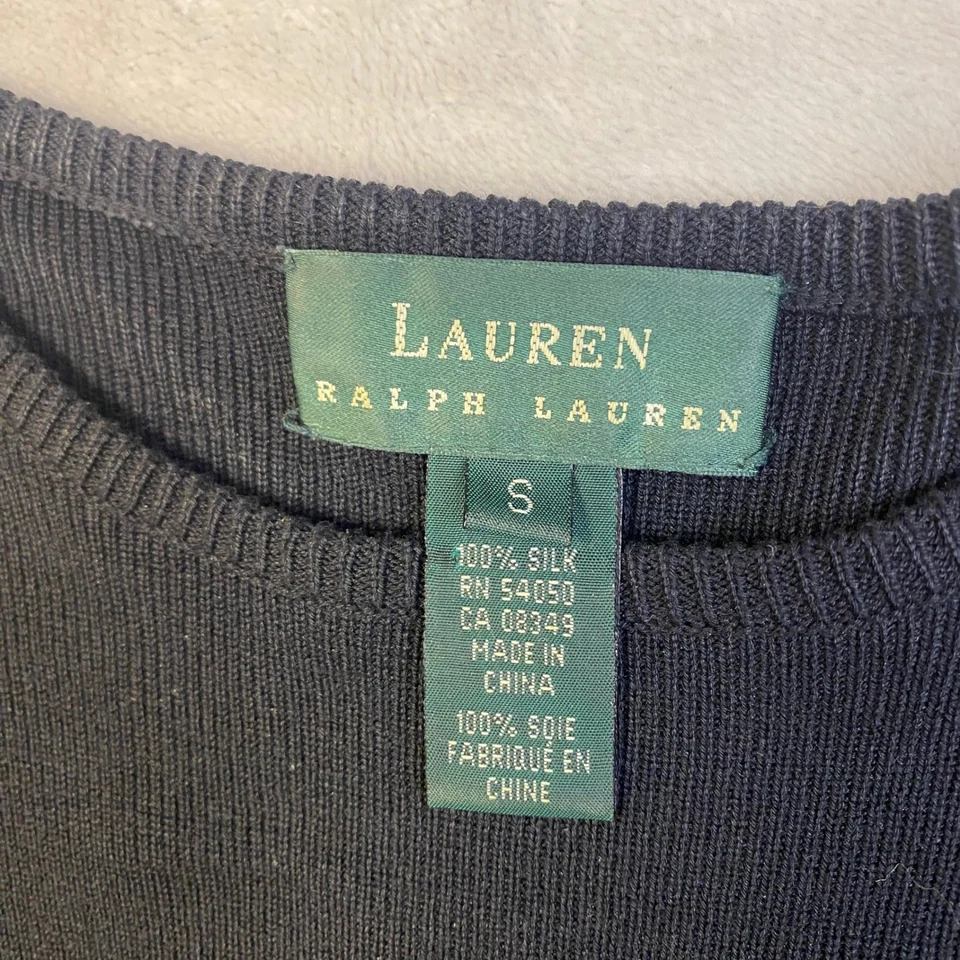 LAUREN
RALPH LAUREN
S
100% SILK
RN 54050
CA 08349
MADE IN
CHINA
100% SOIE
FABRIQUÉ EN
CHINE